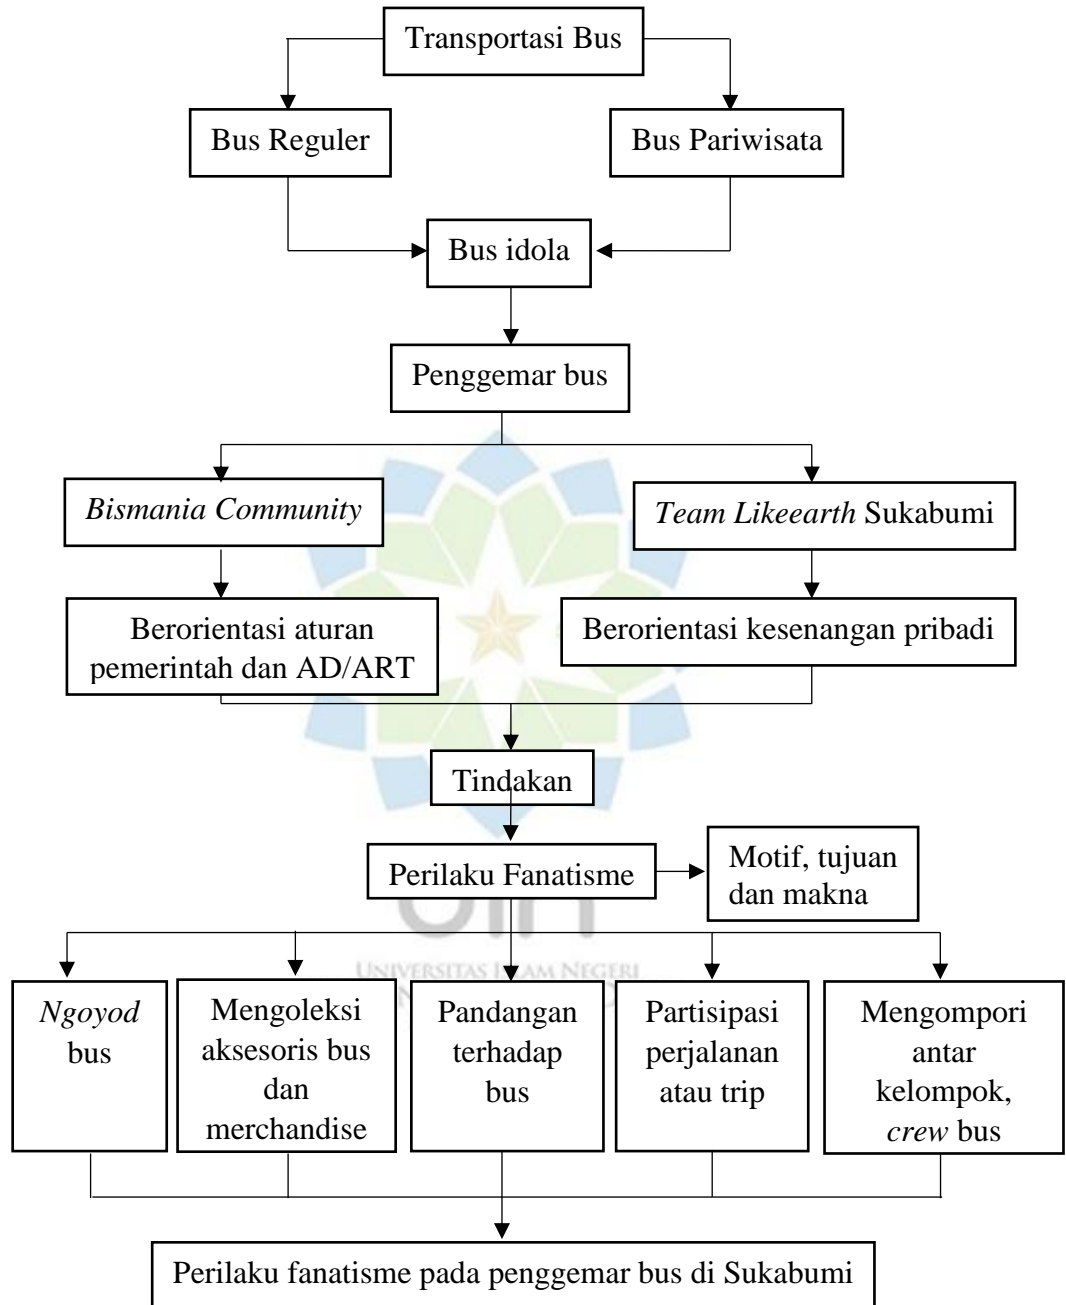 Transportasi Bus
Bus Reguler
Bus Pariwisata
Bus idola
Penggemar bus
Bismania Community
Team Likeearth Sukabumi
Berorientasi aturan
pemerintah dan AD/ART
Berorientasi kesenangan pribadi
Tindakan
Perilaku Fanatisme
Motif, tujuan
dan makna
UNIVERSITAS ISLAM NEGERI
Ngoyod
bus
Mengoleksi
aksesoris bus
dan
merchandise
Pandangan
terhadap
bus
Partisipasi
perjalanan
atau trip
Mengompori
antar
kelompok,
crew bus
Perilaku fanatisme pada penggemar bus di Sukabumi